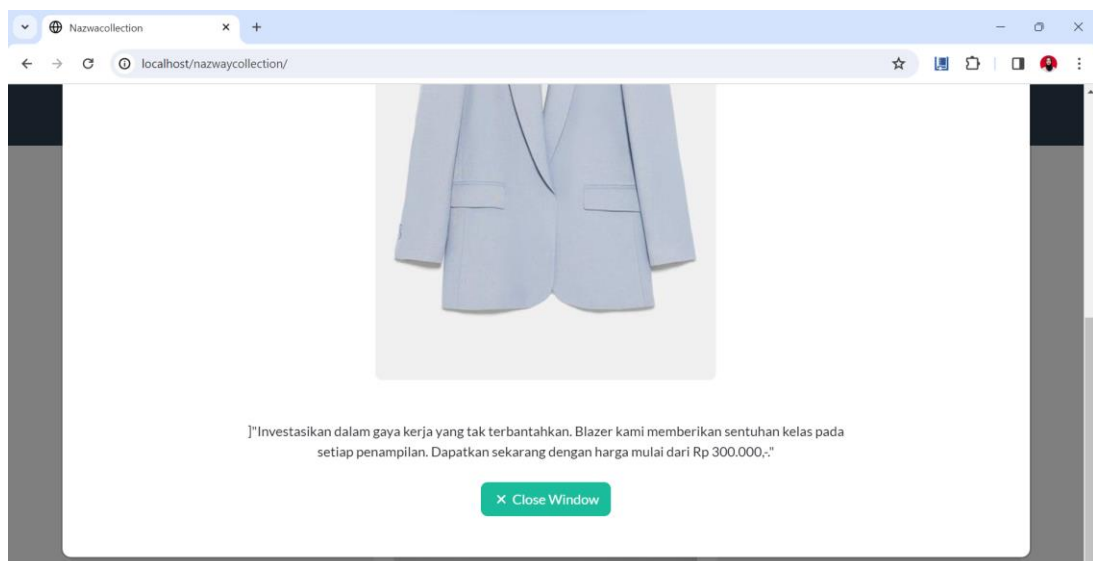 Nazwacollection
localhost/nazwaycollection/
]"Investasikan dalam gaya kerja yang tak terbantahkan. Blazer kami memberikan sentuhan kelas pada
setiap penampilan. Dapatkan sekarang dengan harga mulai dari Rp 300.000,-."
× Close Window